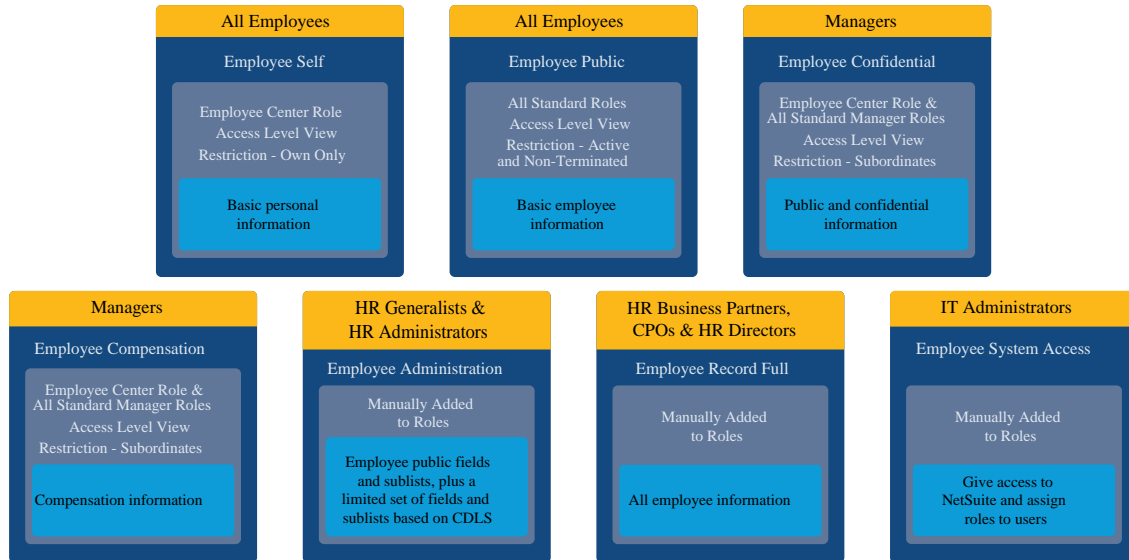 All Employees
Employee Self
Employee Center Role
Access Level View
Restriction - Own Only
Basic personal
information
All Employees
Employee Public
All Standard Roles
Access Level View
Restriction - Active
and Non-Terminated
Basic employee
information
Managers
Employee Confidential
Employee Center Role &
All Standard Manager Roles
Access Level View
Restriction - Subordinates
Public and confidential
information
Managers
Employee Compensation
Employee Center Role &
All Standard Manager Roles
Access Level View
Restriction - Subordinates
Compensation information
HR Generalists &
HR Administrators
Employee Administration
Manually Added
to Roles
Employee public fields
and sublists, plus a
limited set of fields and
sublists based on CDLS
HR Business Partners,
CPOs & HR Directors
Employee Record Full
Manually Added
to Roles
All employee information
IT Administrators
Employee System Access
Manually Added
to Roles
Give access to
NetSuite and assign
roles to users